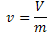 v = V/m